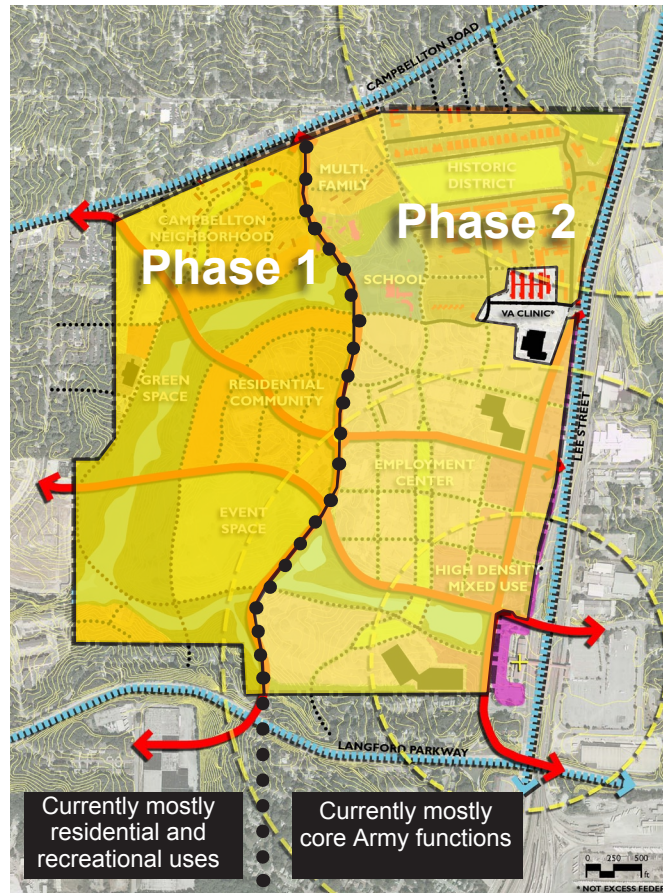 CAMPBELLTON ROAD
MULTI-
FAMILY
HISTORIC
DISTRICT
CAMPBELLTON
NEIGHBORHOOD
Phase 1
Phase 2
SCHOOL
VA CLINIC*
GREEN
SPACE
RESIDENTIAL
COMMUNITY
LEE STREET
EMPLOYMENT
CENTER
EVENT
SPACE
HIGH DENSITY
MIXED USE
LANGFORD PARKWAY
Currently mostly
residential and
recreational uses
Currently mostly
core Army functions
0 250 500
ft
* NOT EXCESS FEDER